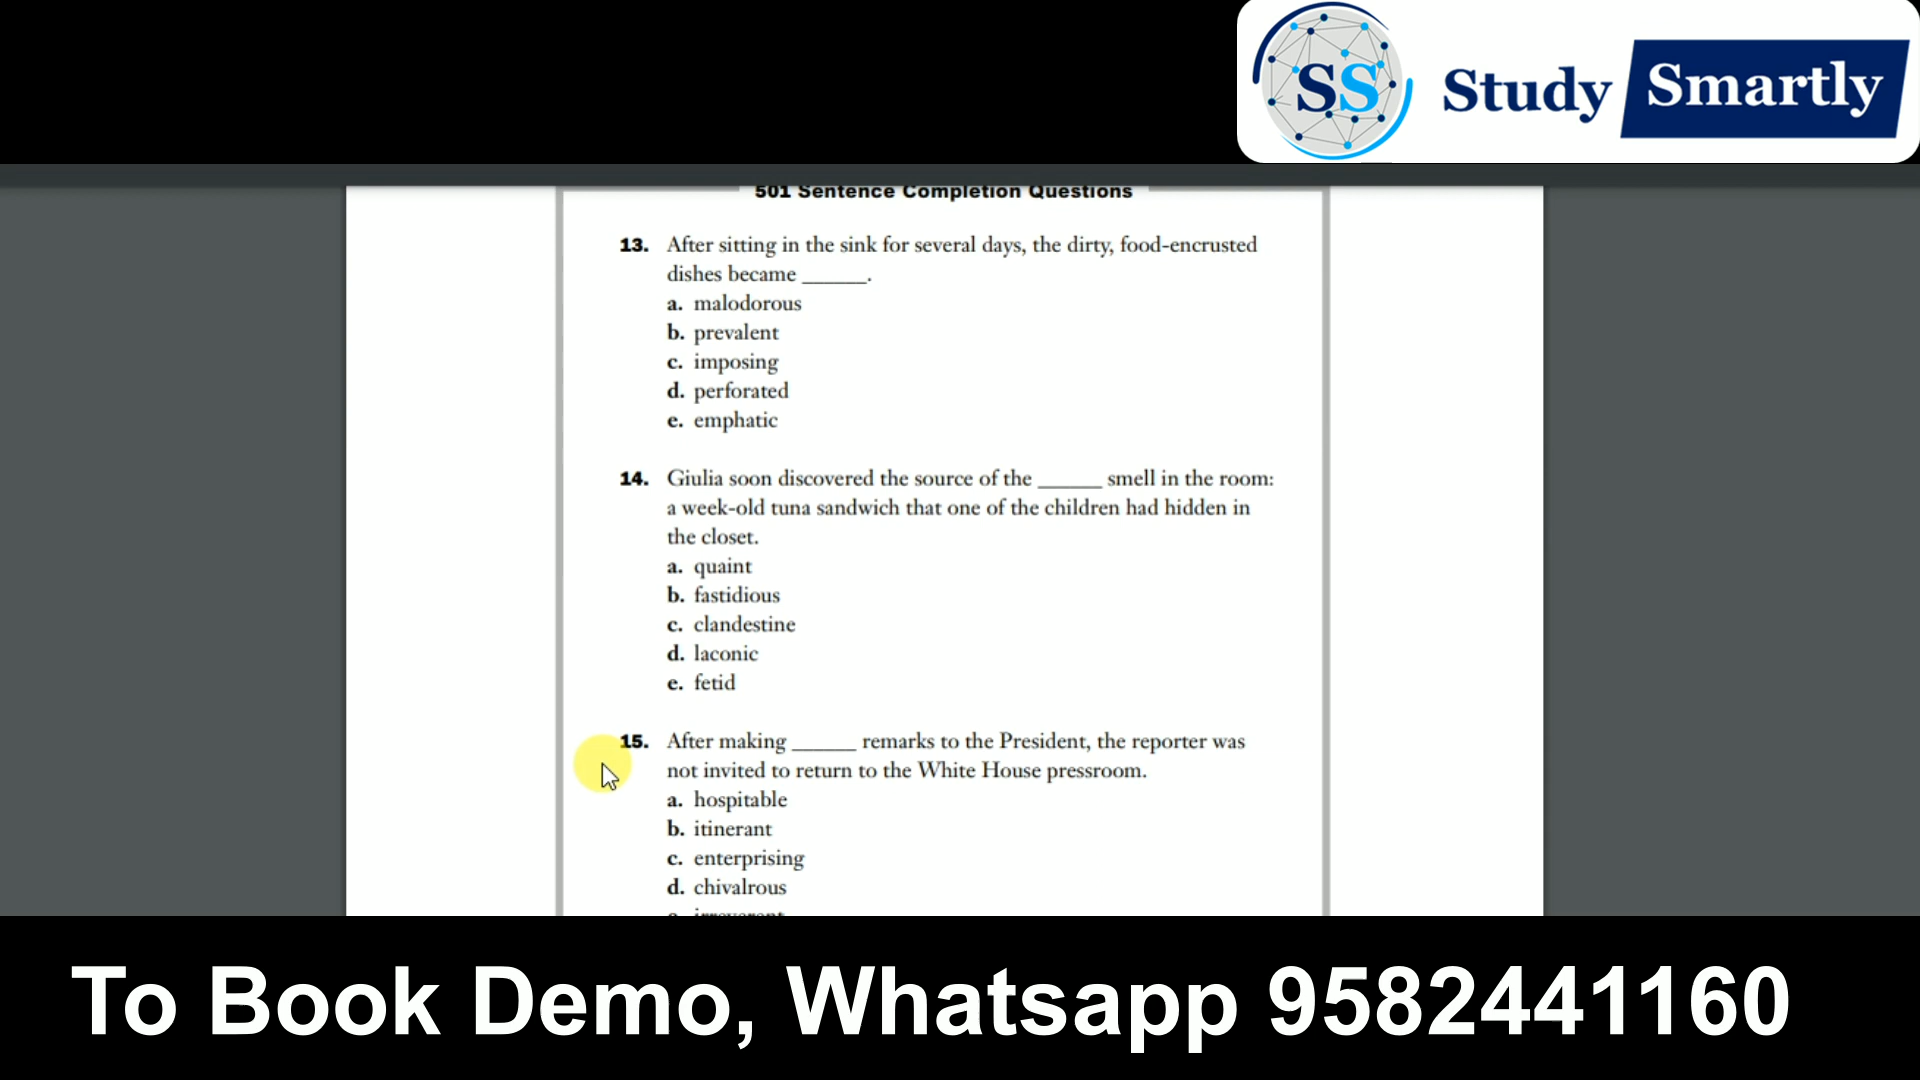 SS Study Smartly
501 Sentence Completion Questions
13. After sitting in the sink for several days, the dirty, food-encrusted
dishes became ______.
a. malodorous
b. prevalent
c. imposing
d. perforated
e. emphatic
14. Giulia soon discovered the source of the ______ smell in the room:
a week-old tuna sandwich that one of the children had hidden in
the closet.
a. quaint
b. fastidious
c. clandestine
d. laconic
e. fetid
15. After making ______ remarks to the President, the reporter was
not invited to return to the White House pressroom.
a. hospitable
b. itinerant
c. enterprising
d. chivalrous
To Book Demo, Whatsapp 9582441160